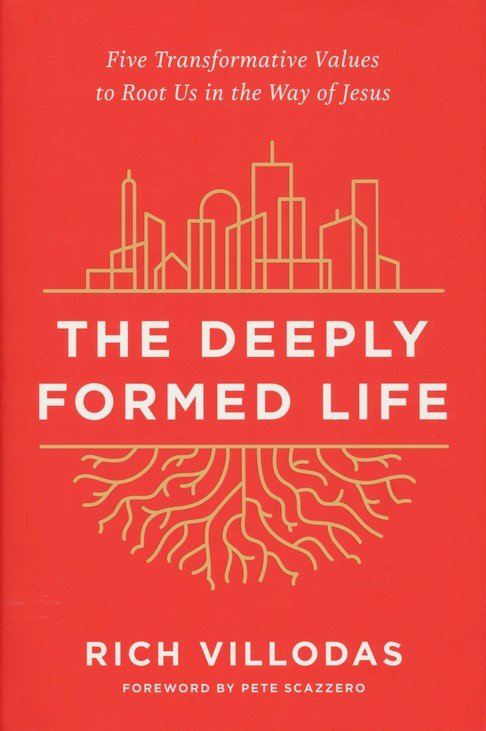 Five Transformative Values
to Root Us in the Way of Jesus
THE DEEPLY
FORMED LIFE
RICH VILLODAS
FOREWORD BY PETE SCAZZERO